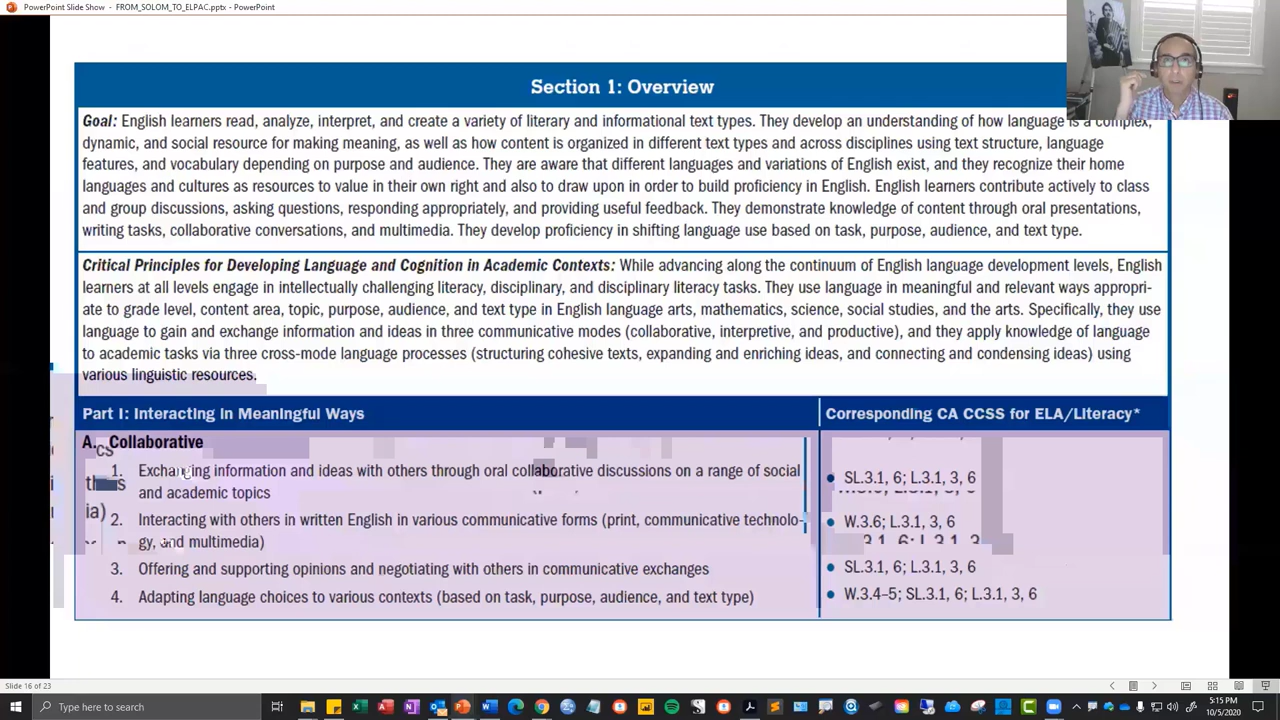 PowerPoint Slide Show - FROM_SOLOM_TO_ELPAC.pptx - PowerPoint
Section 1: Overview
Goal: English learners read, analyze, interpret, and create a variety of literary and informational text types. They develop an understanding of how language is a complex,
dynamic, and social resource for making meaning, as well as how content is organized in different text types and across disciplines using text structure, language
features, and vocabulary depending on purpose and audience. They are aware that different languages and variations of English exist, and they recognize their home
languages and cultures as resources to value in their own right and also to draw upon in order to build proficiency in English. English learners contribute actively to class
and group discussions, asking questions, responding appropriately, and providing useful feedback. They demonstrate knowledge of content through oral presentations,
writing tasks, collaborative conversations, and multimedia. They develop proficiency in shifting language use based on task, purpose, audience, and text type.
Critical Principles for Developing Language and Cognition in Academic Contexts: While advancing along the continuum of English language development levels, English
learners at all levels engage in intellectually challenging literacy, disciplinary, and disciplinary literacy tasks. They use language in meaningful and relevant ways appropri-
ate to grade level, content area, topic, purpose, audience, and text type in English language arts, mathematics, science, social studies, and the arts. Specifically, they use
language to gain and exchange information and ideas in three communicative modes (collaborative, interpretive, and productive), and they apply knowledge of language
to academic tasks via three cross-mode language processes (structuring cohesive texts, expanding and enriching ideas, and connecting and condensing ideas) using
various linguistic resources.
Part I: Interacting in Meaningful Ways
Corresponding CA CCSS for ELA/Literacy*
A. Collaborative
1. Exchanging information and ideas with others through oral collaborative discussions on a range of social
and academic topics
• SL.3.1, 6; L.3.1, 3, 6
2. Interacting with others in written English in various communicative forms (print, communicative technolo-
gy, and multimedia)
• W.3.6; L.3.1, 3, 6
3. Offering and supporting opinions and negotiating with others in communicative exchanges
• SL.3.1, 6; L.3.1, 3, 6
4. Adapting language choices to various contexts (based on task, purpose, audience, and text type)
• W.3.4–5; SL.3.1, 6; L.3.1, 3, 6
Slide 16 of 23
Type here to search
5:15 PM
10/5/2020